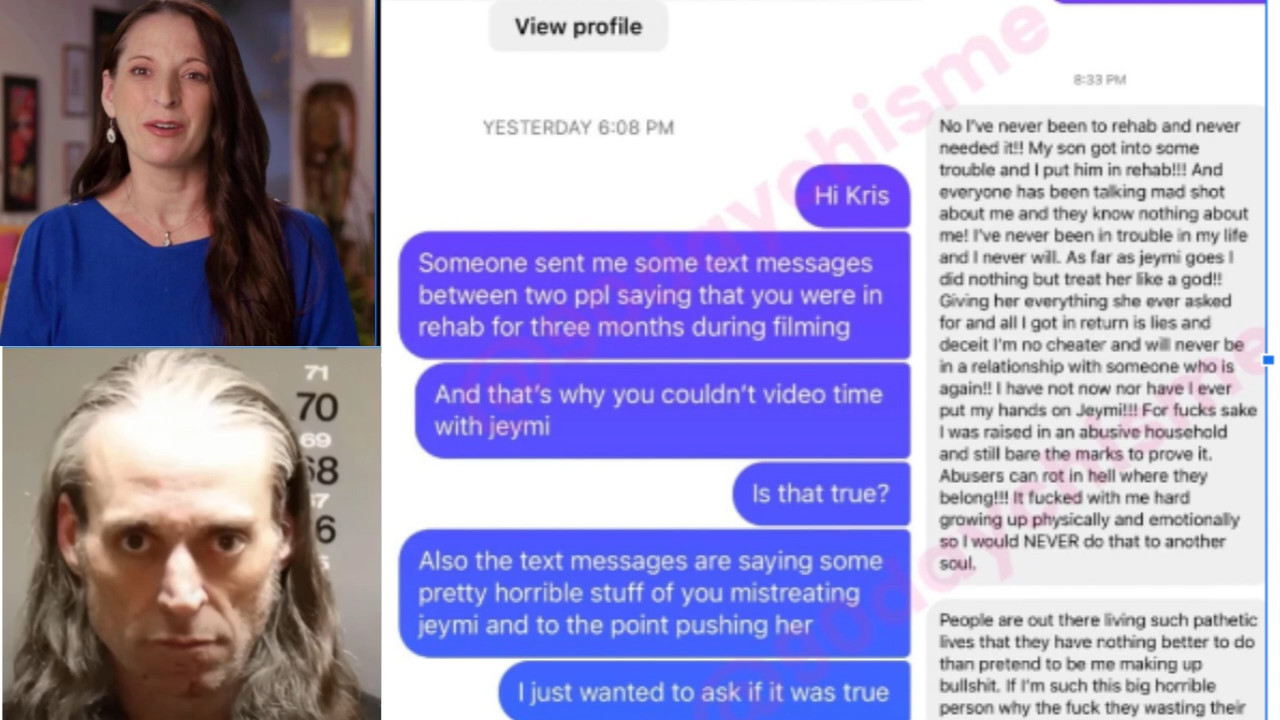 View profile
YESTERDAY 6:08 PM
Hi Kris
Someone sent me some text messages
between two ppl saying that you were in
rehab for three months during filming
And that's why you couldn't video time
with jeymi
Is that true?
Also the text messages are saying some
pretty horrible stuff of you mistreating
jeymi and to the point pushing her
I just wanted to ask if it was true
8:33 PM
No I've never been to rehab and never
needed it!! My son got into some
trouble and I put him in rehab!!! And
everyone has been talking mad shot
about me and they know nothing about
me! I've never been in trouble in my life
and I never will. As far as jeymi goes I
did nothing but treat her like a god!!
Giving her everything she ever asked
for and all I got in return is lies and
deceit I'm no cheater and will never be
in a relationship with someone who is
again!! I have not now nor have I ever
put my hands on Jeymi!!! For fucks sake
I was raised in an abusive household
and still bare the marks to prove it.
Abusers can rot in hell where they
belong!!! It fucked with me hard
growing up physically and emotionally
so I would NEVER do that to another
soul.
People are out there living such pathetic
lives that they have nothing better to do
than pretend to be me making up
bullshit. If I'm such this big horrible
person why the fuck they wasting their
71
70
69
68
67
6